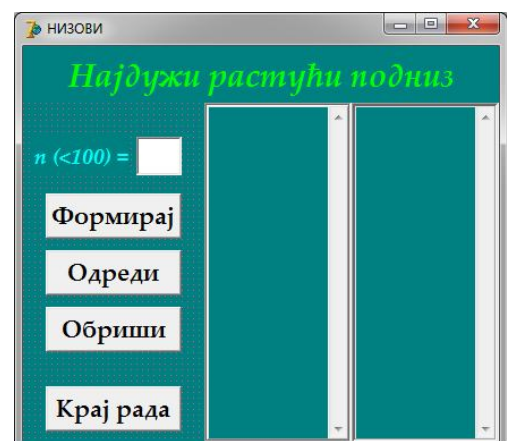 НИЗОВИ
Најдужи растући подниз
n (<100) =
Формирај
Одреди
Обриши
Крај рада